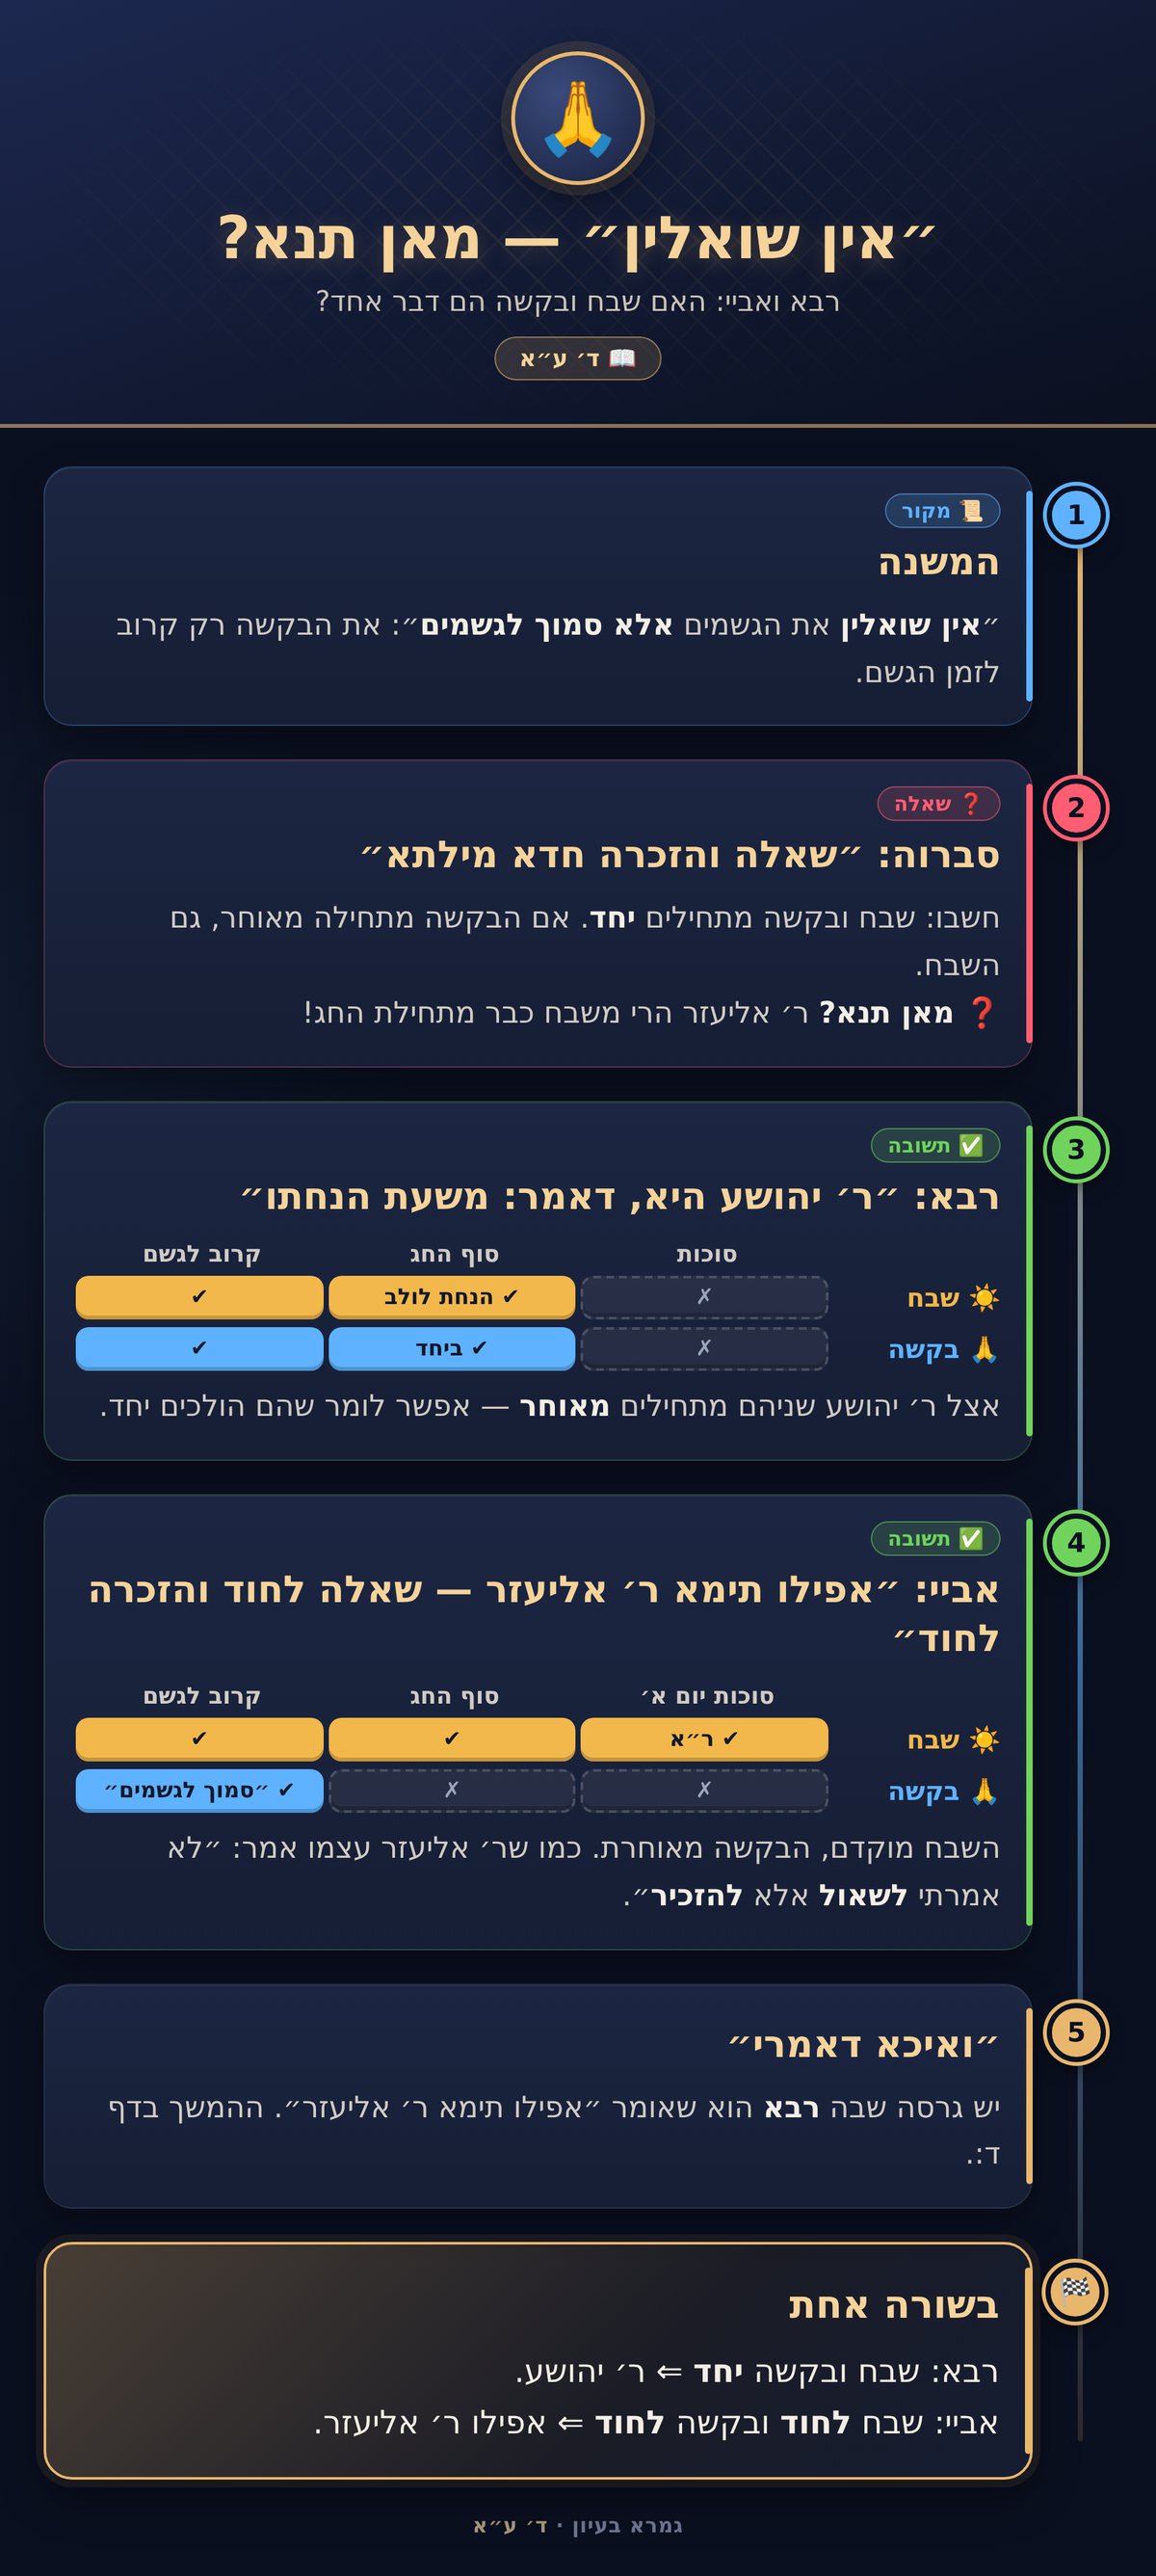 ״אין שואלין״ — מאן תנא?
רבא ואביי: האם שבח ובקשה הם דבר אחד?
📖 ד׳ ע״א
1
📜 מקור
המשנה
״אין שואלין את הגשמים אלא סמוך לגשמים״: את הבקשה רק קרוב
לזמן הגשם.
2
❓ שאלה
סברוה: ״שאלה והזכרה חדא מילתא״
חשבו: שבח ובקשה מתחילים יחד. אם הבקשה מתחילה מאוחר, גם
השבח.
❓ מאן תנא? ר׳ אליעזר הרי משבח כבר מתחילת החג!
3
✅ תשובה
רבא: ״ר׳ יהושע היא, דאמר: משעת הנחתו״
סוכות סוף החג קרוב לגשם
☀️ שבח ✗ ✔ הנחת לולב ✔
🙏 בקשה ✗ ✔ ביחד ✔
אצל ר׳ יהושע שניהם מתחילים מאוחר — אפשר לומר שהם הולכים יחד.
4
✅ תשובה
אביי: ״אפילו תימא ר׳ אליעזר — שאלה לחוד והזכרה
לחוד״
סוכות יום א׳ סוף החג קרוב לגשם
☀️ שבח ✔ ר״א ✔ ✔
🙏 בקשה ✗ ✗ ✔ ״סמוך לגשמים״
השבח מוקדם, הבקשה מאוחרת. כמו שר׳ אליעזר עצמו אמר: ״לא
אמרתי לשאול אלא להזכיר״.
5
״ואיכא דאמרי״
יש גרסה שבה רבא הוא שאומר ״אפילו תימא ר׳ אליעזר״. ההמשך בדף
ד:.
🏁
בשורה אחת
רבא: שבח ובקשה יחד ⇐ ר׳ יהושע.
אביי: שבח לחוד ובקשה לחוד ⇐ אפילו ר׳ אליעזר.
גמרא בעיון · ד׳ ע״א